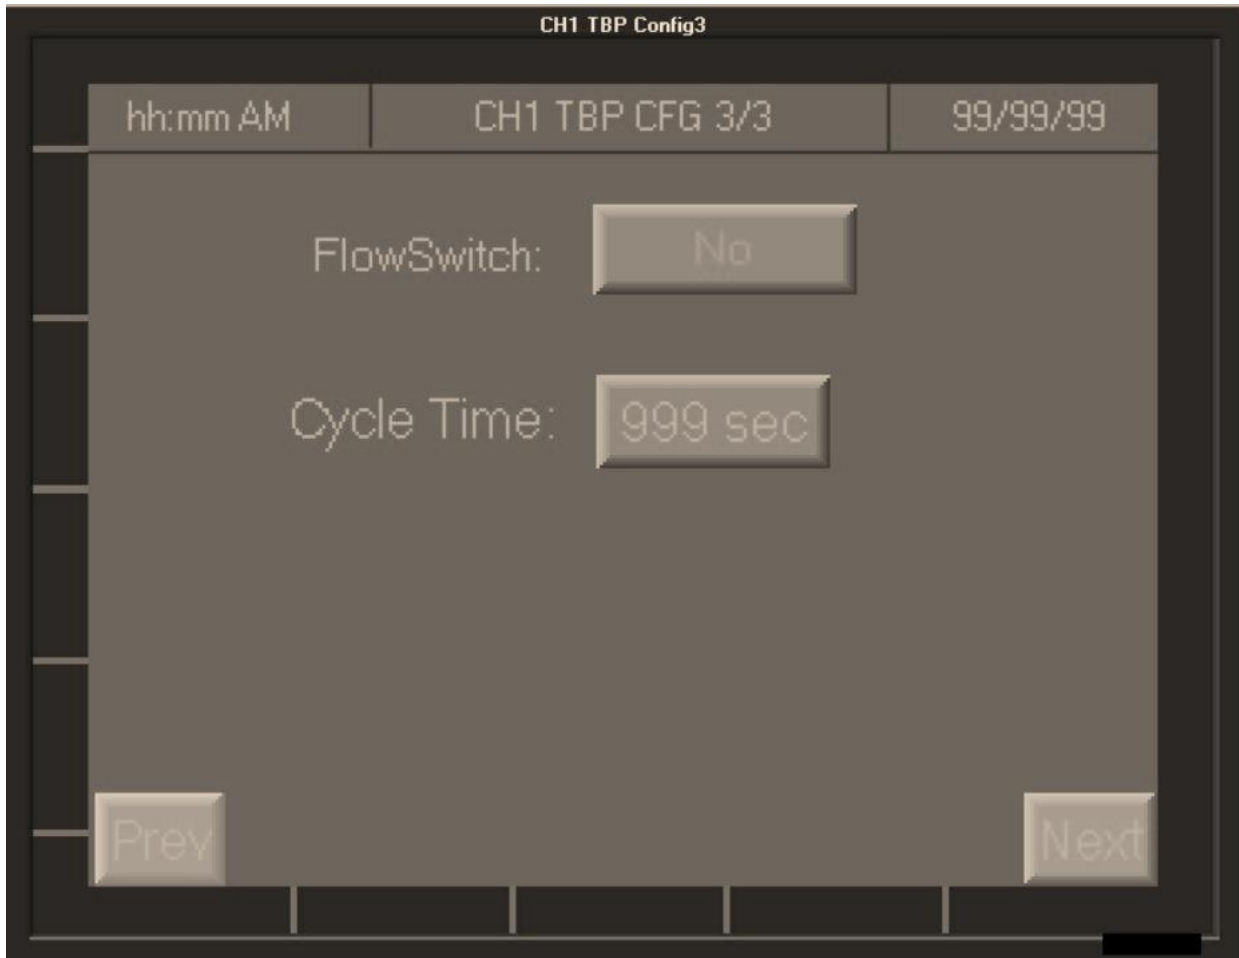 CH1 TBP Config3
hh:mm AM CH1 TBP CFG 3/3 99/99/99
FlowSwitch: No
Cycle Time: 999 sec
Prev Next